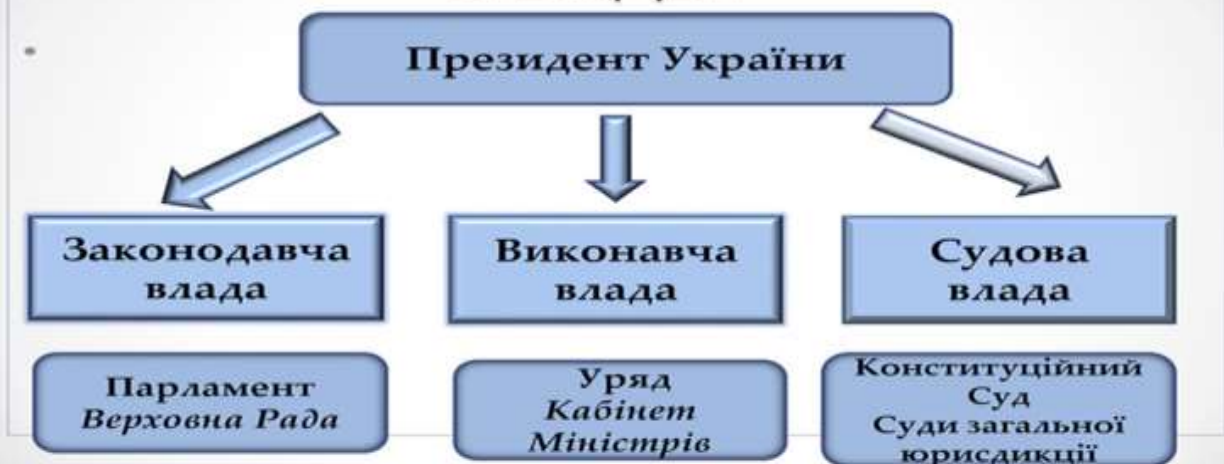 Президент України
Законодавча
влада
Виконавча
влада
Судова
влада
Парламент
Верховна Рада
Уряд
Кабінет
Міністрів
Конституційний
Суд
Суди загальної
юрисдикції